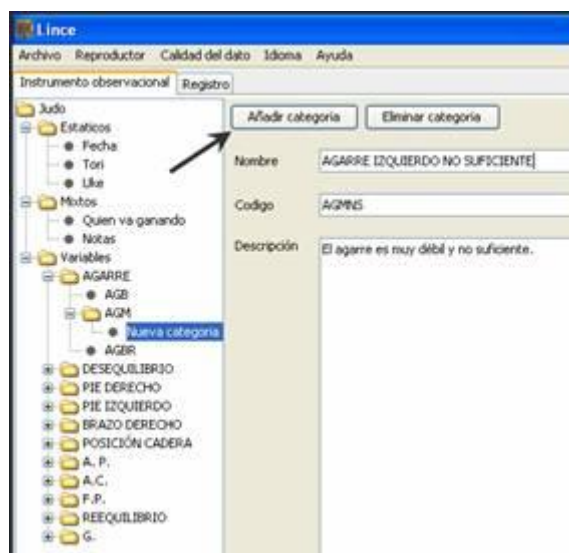 Lince
Archivo Reproductor Calidad del dato Idioma Ayuda
Instrumento observacional Registro
Judo
Estaticos
Fecha
Tori
Uke
Mixtos
Quien va ganando
Notas
Variables
AGARRE
AGB
AGM
Nueva categoria
AGBR
DESEQUILIBRIO
PIE DERECHO
PIE IZQUIERDO
BRAZO DERECHO
POSICIÓN CADERA
A. P.
A.C.
F.P.
REEQUILIBRIO
G.
Añadir categoria Eliminar categoria
Nombre AGARRE IZQUIERDO NO SUFICIENTE
Codigo AGMNS
Descripción El agarre es muy débil y no suficiente.